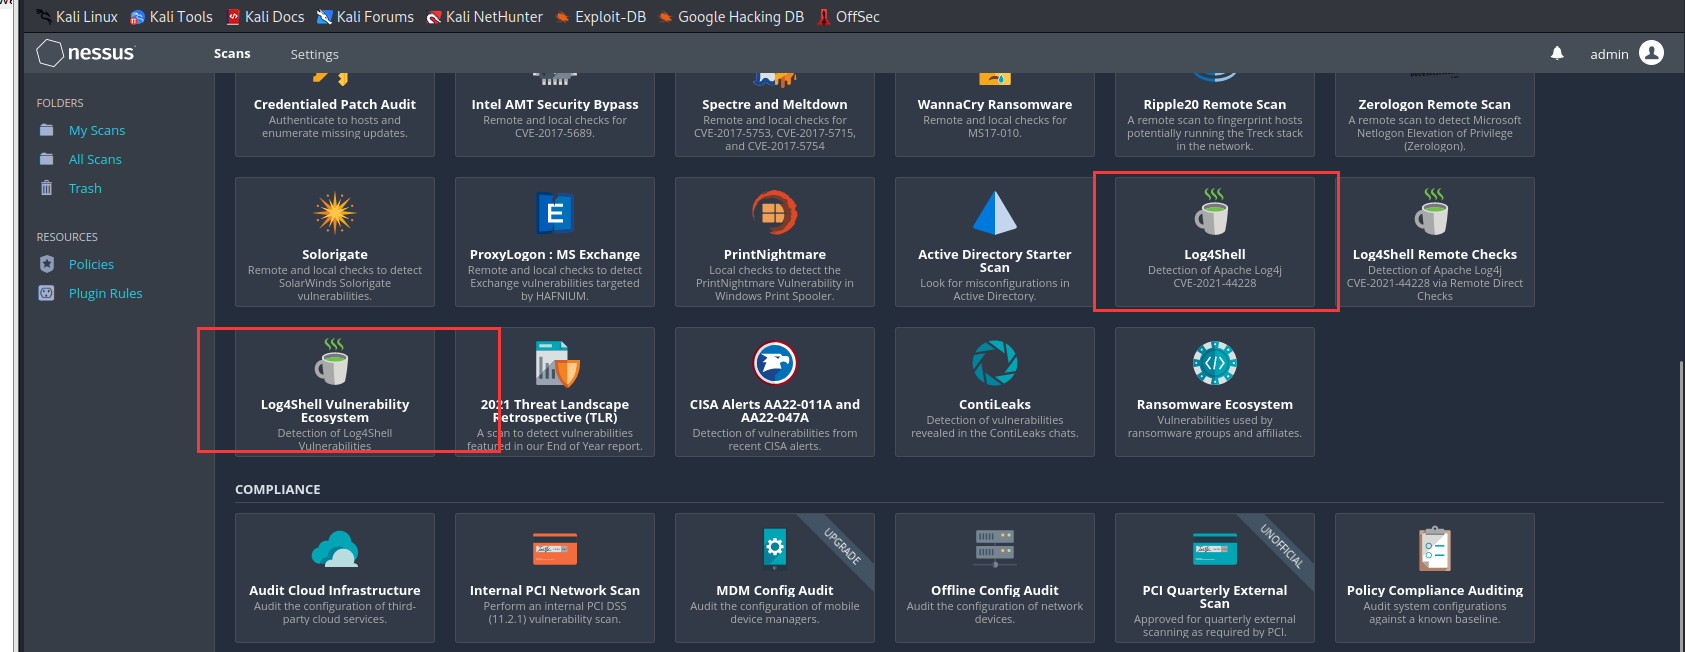 Kali Linux Kali Tools Kali Docs Kali Forums Kali NetHunter Exploit-DB Google Hacking DB OffSec
nessus Scans Settings admin
FOLDERS
My Scans
All Scans
Trash
RESOURCES
Policies
Plugin Rules
Credentialed Patch Audit
Authenticate to hosts and
enumerate missing updates.
Intel AMT Security Bypass
Remote and local checks for
CVE-2017-5689.
Spectre and Meltdown
Remote and local checks for
CVE-2017-5753, CVE-2017-5715,
and CVE-2017-5754
WannaCry Ransomware
Remote and local checks for
MS17-010.
Ripple20 Remote Scan
A remote scan to fingerprint hosts
potentially running the Treck stack
in the network.
Zerologon Remote Scan
A remote scan to detect Microsoft
Netlogon Elevation of Privilege
(Zerologon).
Solorigate
Remote and local checks to detect
SolarWinds Solorigate
vulnerabilities.
ProxyLogon : MS Exchange
Remote and local checks to detect
Exchange vulnerabilities targeted
by HAFNIUM.
PrintNightmare
Local checks to detect the
PrintNightmare Vulnerability in
Windows Print Spooler.
Active Directory Starter
Scan
Look for misconfigurations in
Active Directory.
Log4Shell
Detection of Apache Log4j
CVE-2021-44228
Log4Shell Remote Checks
Detection of Apache Log4j
CVE-2021-44228 via Remote Direct
Checks
Log4Shell Vulnerability
Ecosystem
Detection of Log4Shell
Vulnerabilities
2021 Threat Landscape
Retrospective (TLR)
A scan to detect vulnerabilities
featured in our End of Year report.
CISA Alerts AA22-011A and
AA22-047A
Detection of vulnerabilities from
recent CISA alerts.
ContiLeaks
Detection of vulnerabilities
revealed in the ContiLeaks chats.
Ransomware Ecosystem
Vulnerabilities used by
ransomware groups and affiliates.
COMPLIANCE
Audit Cloud Infrastructure
Audit the configuration of third-
party cloud services.
Internal PCI Network Scan
Perform an internal PCI DSS
(11.2.1) vulnerability scan.
UPGRADE
MDM Config Audit
Audit the configuration of mobile
device managers.
Offline Config Audit
Audit the configuration of network
devices.
UNOFFICIAL
PCI Quarterly External
Scan
Approved for quarterly external
scanning as required by PCI.
Policy Compliance Auditing
Audit system configurations
against a known baseline.